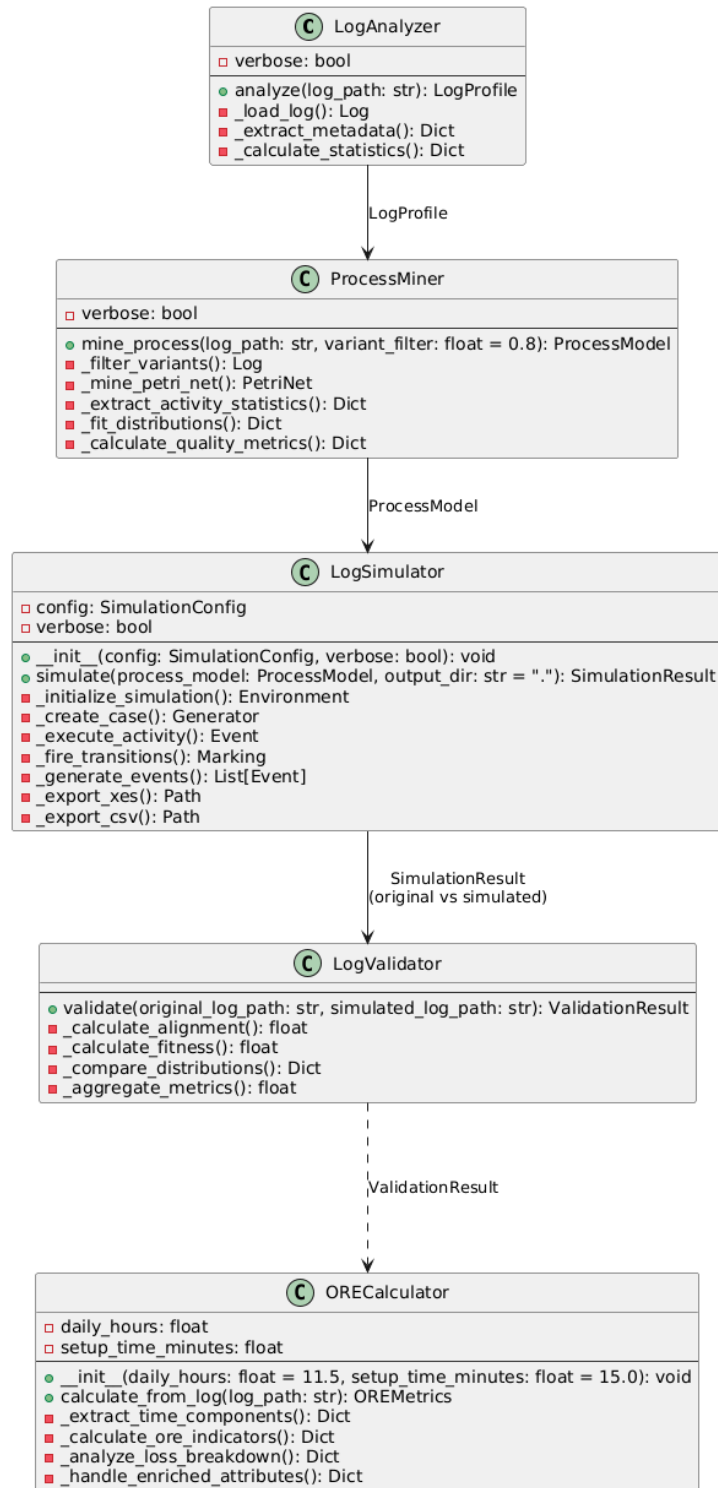 C LogAnalyzer
verbose: bool
analyze(log_path: str): LogProfile
_load_log(): Log
_extract_metadata(): Dict
_calculate_statistics(): Dict
LogProfile
C ProcessMiner
verbose: bool
mine_process(log_path: str, variant_filter: float = 0.8): ProcessModel
_filter_variants(): Log
_mine_petri_net(): PetriNet
_extract_activity_statistics(): Dict
_fit_distributions(): Dict
_calculate_quality_metrics(): Dict
ProcessModel
C LogSimulator
config: SimulationConfig
verbose: bool
__init__(config: SimulationConfig, verbose: bool): void
simulate(process_model: ProcessModel, output_dir: str = "."): SimulationResult
_initialize_simulation(): Environment
_create_case(): Generator
_execute_activity(): Event
_fire_transitions(): Marking
_generate_events(): List[Event]
_export_xes(): Path
_export_csv(): Path
SimulationResult
(original vs simulated)
C LogValidator
validate(original_log_path: str, simulated_log_path: str): ValidationResult
_calculate_alignment(): float
_calculate_fitness(): float
_compare_distributions(): Dict
_aggregate_metrics(): float
ValidationResult
C ORECalculator
daily_hours: float
setup_time_minutes: float
__init__(daily_hours: float = 11.5, setup_time_minutes: float = 15.0): void
calculate_from_log(log_path: str): OREMetrics
_extract_time_components(): Dict
_calculate_ore_indicators(): Dict
_analyze_loss_breakdown(): Dict
_handle_enriched_attributes(): Dict